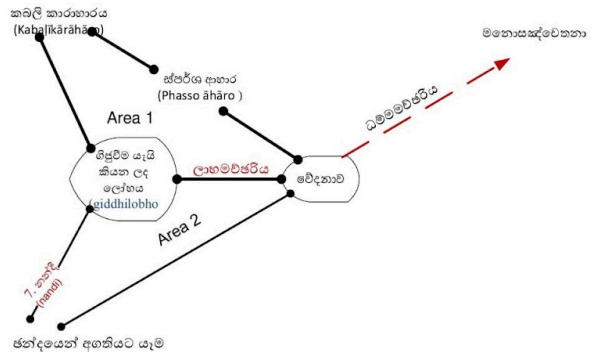 කබලි කාරාහාරය
(Kabaḷīkārāhāro)
මනොසඤ්චෙතනා
ස්පර්ශ ආහාර
(Phasso āhāro )
ධම්මමච්ඡරිය
Area 1
ගිජුවීම යැයි
කියන ලද
ලෝභය
(giddhilobho
ලාභමච්ඡරිය
වේදනාව
Area 2
7. නන්දි
(nandi)
ඡන්දයෙන් අගතියට යෑම